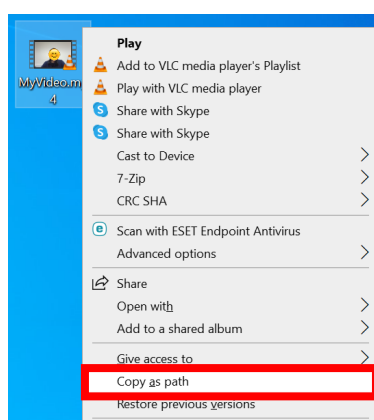 MyVideo.m
4
Play
Add to VLC media player's Playlist
Play with VLC media player
Share with Skype
Share with Skype
Cast to Device
7-Zip
CRC SHA
Scan with ESET Endpoint Antivirus
Advanced options
Share
Open with
Add to a shared album
Give access to
Copy as path
Restore previous versions